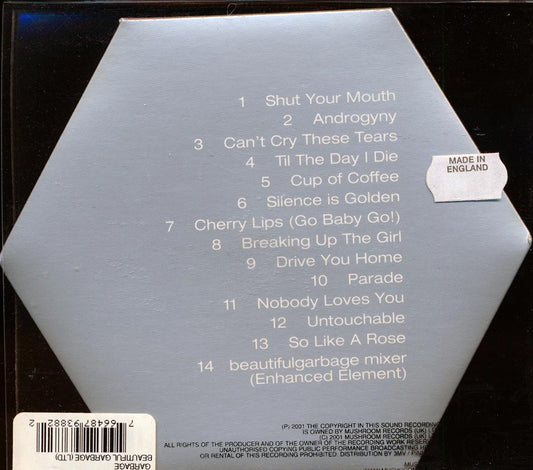 1 Shut Your Mouth
2 Androgyny
3 Can't Cry These Tears
4 Til The Day I Die
5 Cup of Coffee
6 Silence is Golden
7 Cherry Lips (Go Baby Go!)
8 Breaking Up The Girl
9 Drive You Home
10 Parade
11 Nobody Loves You
12 Untouchable
13 So Like A Rose
14 beautifulgarbage mixer
(Enhanced Element)
MADE IN
ENGLAND
(P) 2001 THE COPYRIGHT IN THIS SOUND RECORDING
IS OWNED BY MUSHROOM RECORDS (UK)
(C) 2001 MUSHROOM RECORDS (UK)
ALL RIGHTS OF THE PRODUCER AND OF THE OWNER OF THE RECORDING WORK
UNAUTHORISED COPYING PUBLIC PERFORMANCE BROADCASTING
OR RENTAL OF THIS RECORDING PROHIBITED. DISTRIBUTION BY 3MV /
GARBAGE
BEAUTIFUL GARBAGE (LTD)
7 66487 93882 2